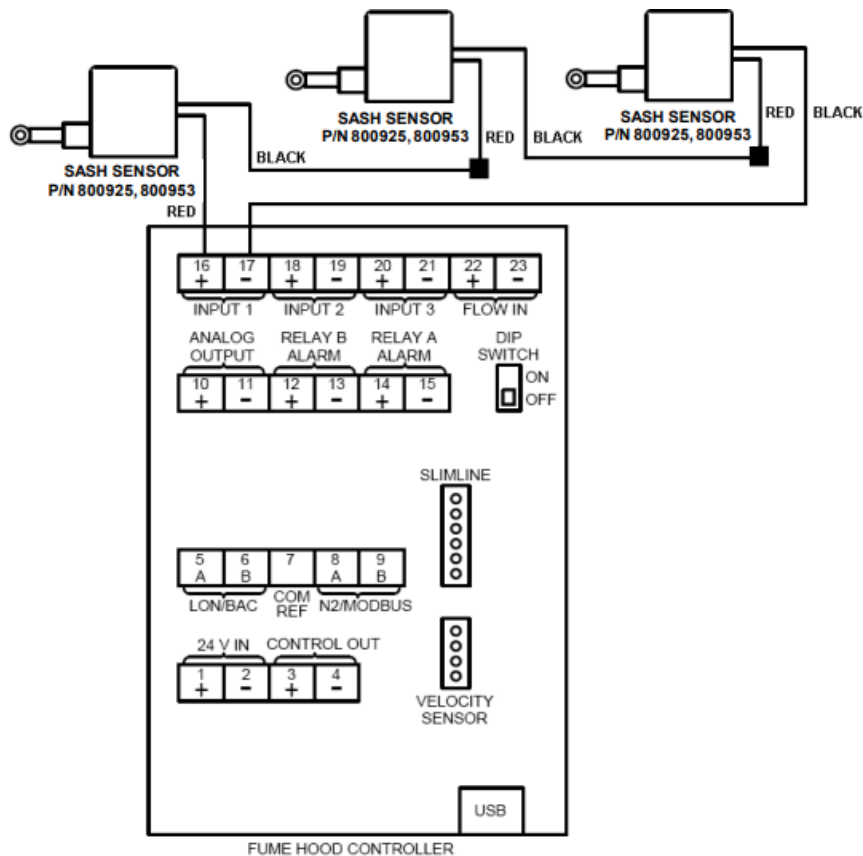 SASH SENSOR
P/N 800925, 800953
RED
BLACK
SASH SENSOR
P/N 800925, 800953
RED
BLACK
SASH SENSOR
P/N 800925, 800953
RED
BLACK
16 17 18 19 20 21 22 23
+ - + - + - + -
INPUT 1 INPUT 2 INPUT 3 FLOW IN
ANALOG OUTPUT
RELAY B ALARM
RELAY A ALARM
DIP SWITCH
10 11 12 13 14 15
+ - + - + -
ON
OFF
SLIMLINE
5 6 7 8 9
A B A B
LON/BAC
COM REF
N2/MODBUS
24 V IN CONTROL OUT
1 2 3 4
+ - + -
VELOCITY
SENSOR
USB
FUME HOOD CONTROLLER